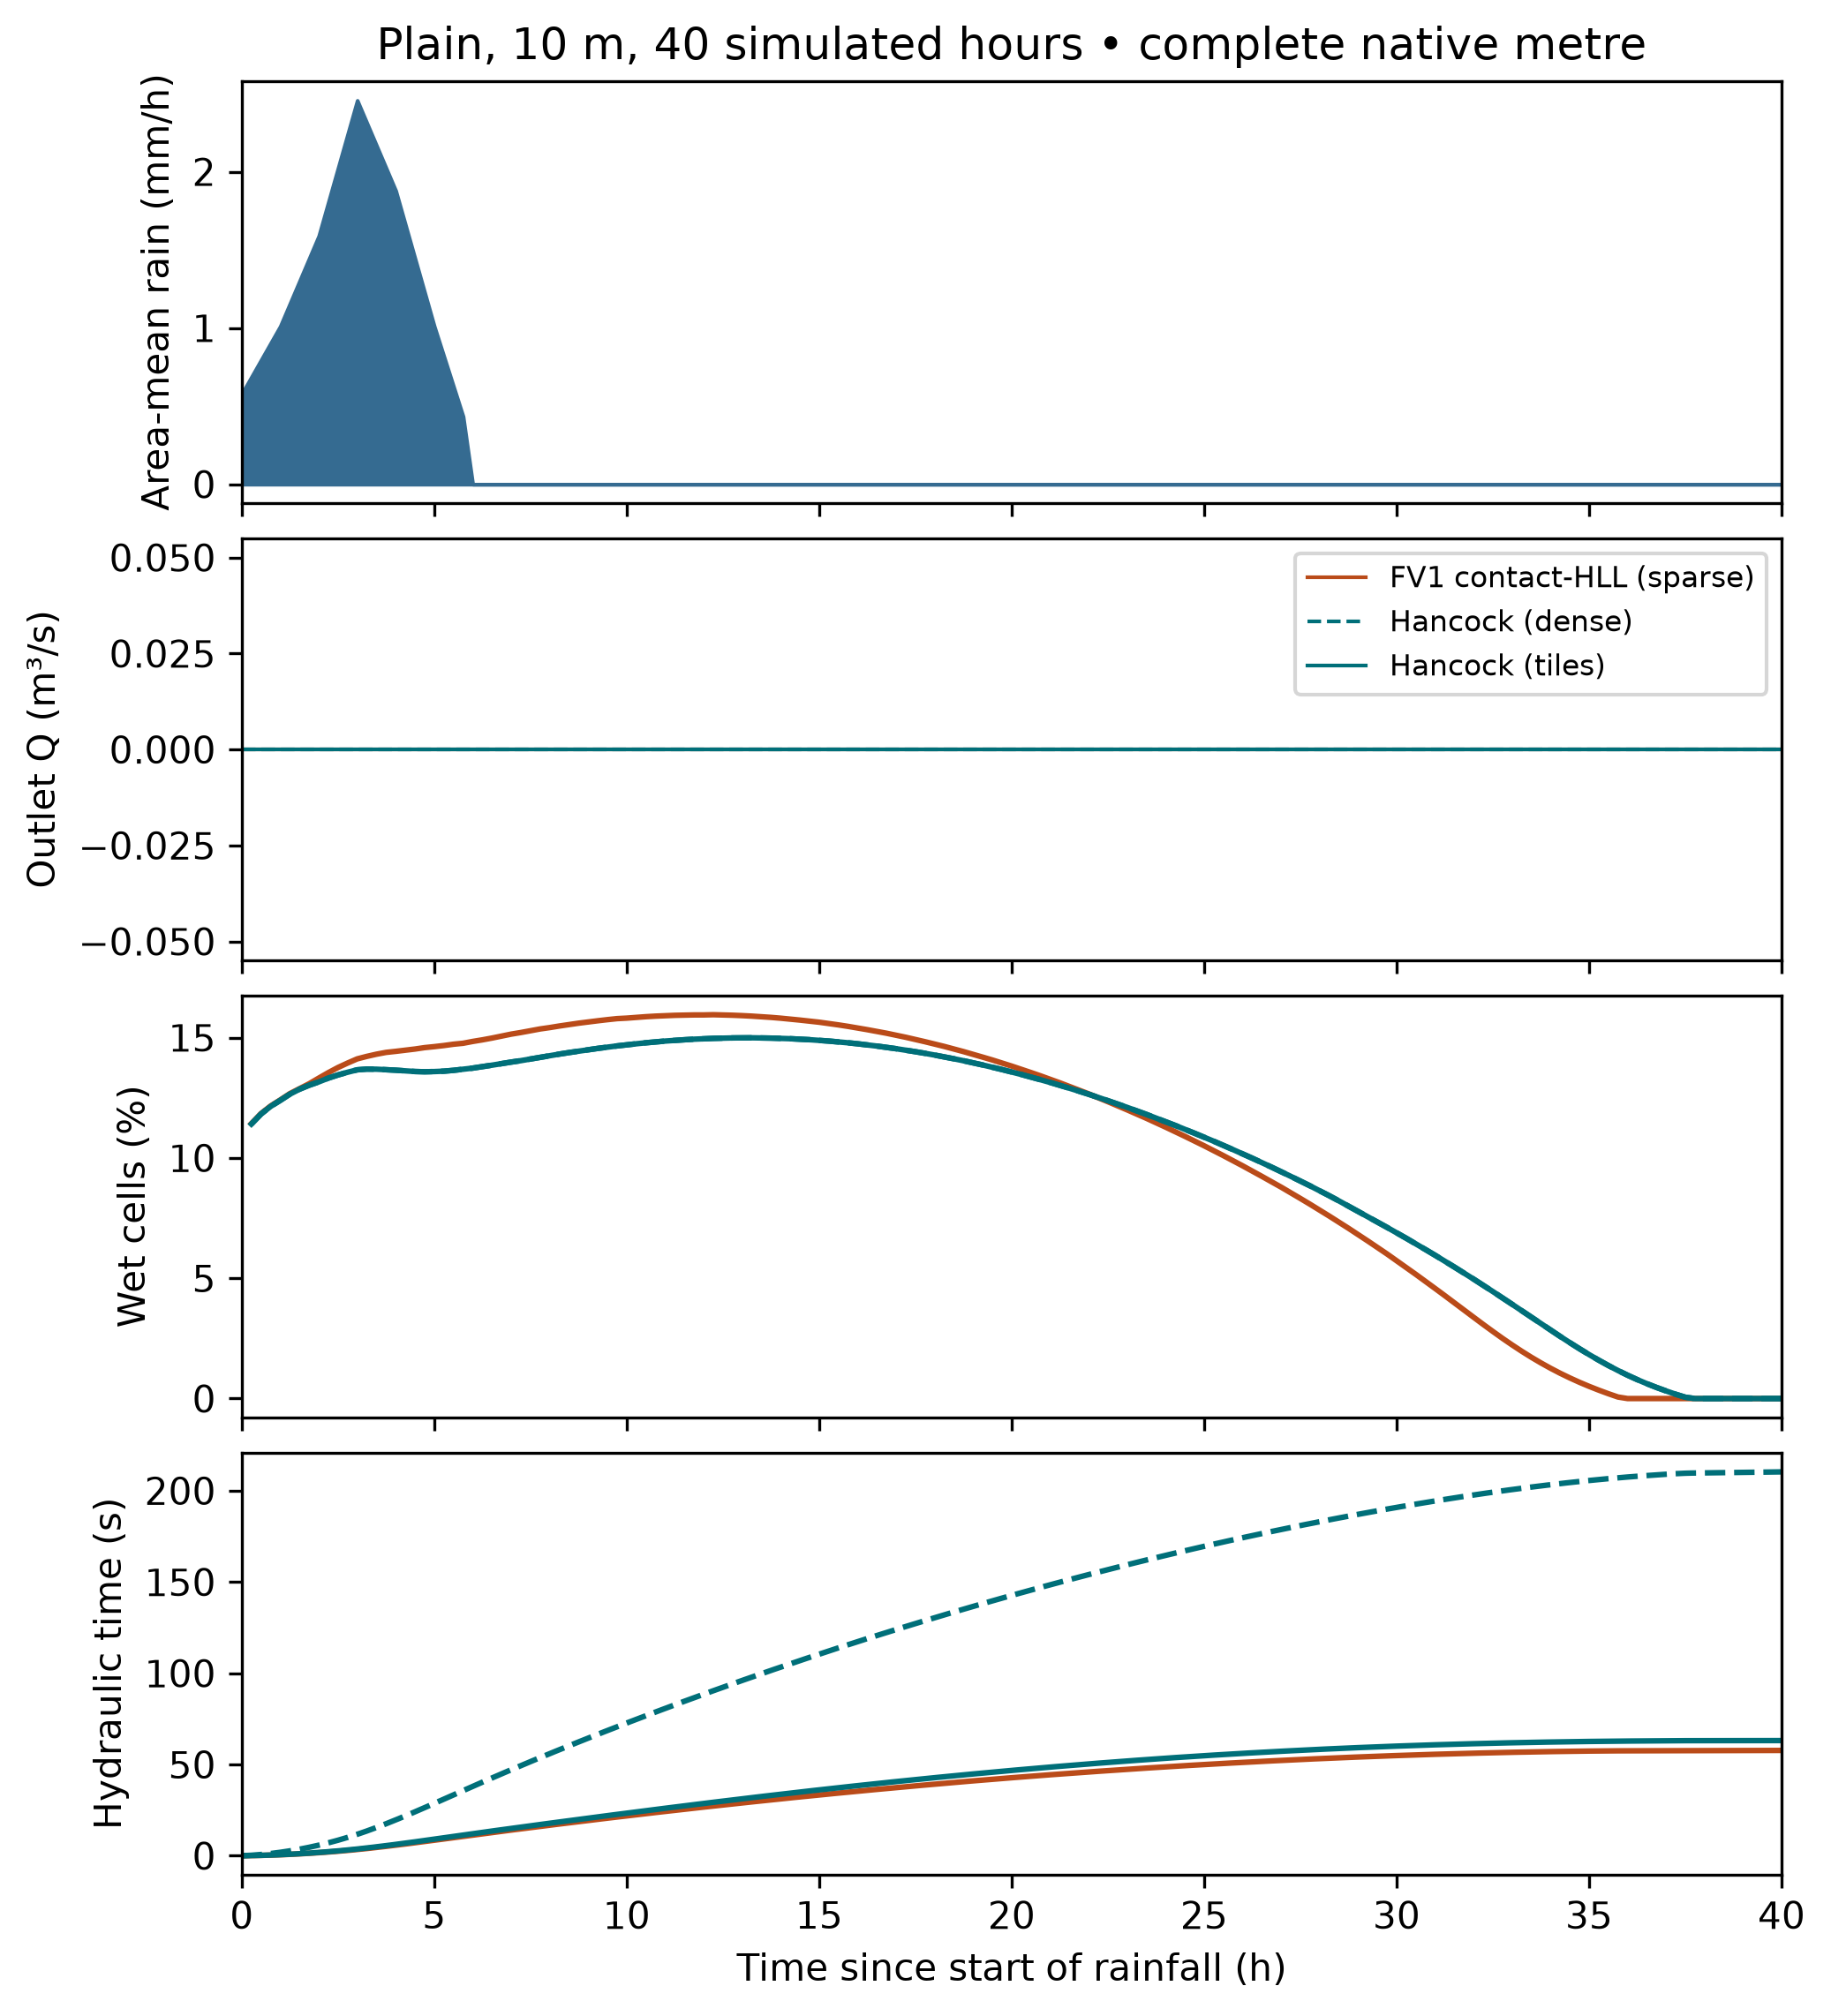 Plain, 10 m, 40 simulated hours • complete native metre
Area-mean rain (mm/h)
2
1
0
Outlet Q (m³/s)
0.050
0.025
0.000
−0.025
−0.050
FV1 contact-HLL (sparse)
Hancock (dense)
Hancock (tiles)
Wet cells (%)
15
10
5
0
Hydraulic time (s)
200
150
100
50
0
0 5 10 15 20 25 30 35 40
Time since start of rainfall (h)